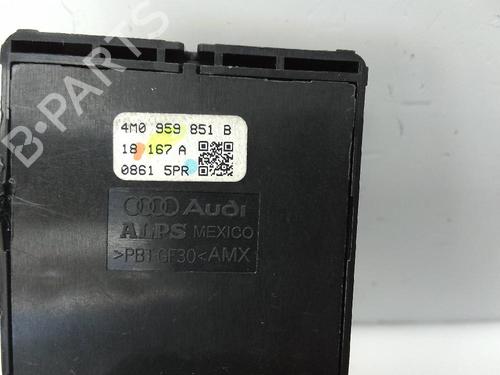 4M0 959 851 B
18 167 A
0861 5PR
Audi
ALPS MEXICO
>PBT GF30< AMX
B-PARTS